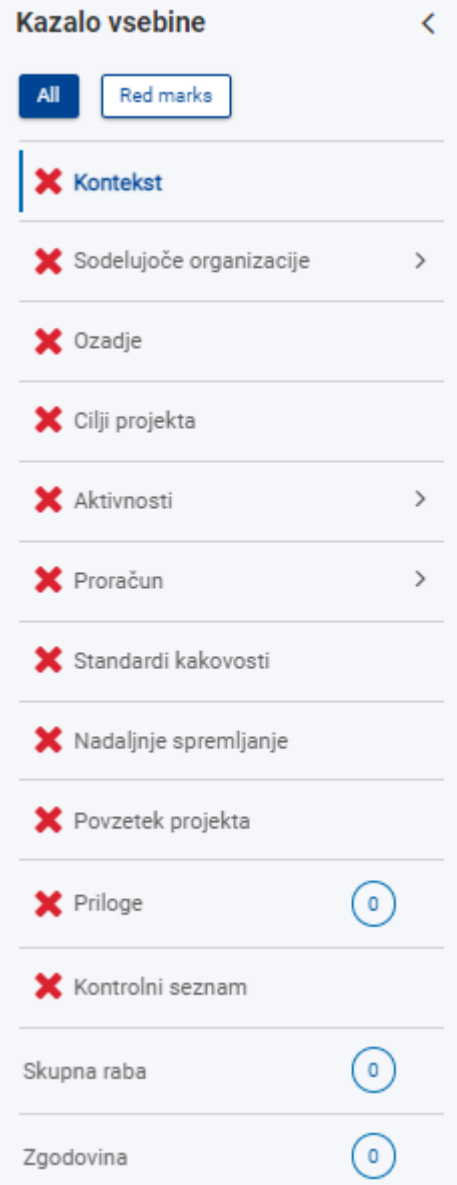 Kazalo vsebine
All Red marks
Kontekst
Sodelujoče organizacije
Ozadje
Cilji projekta
Aktivnosti
Proračun
Standardi kakovosti
Nadaljnje spremljanje
Povzetek projekta
Priloge 0
Kontrolni seznam
Skupna raba 0
Zgodovina 0